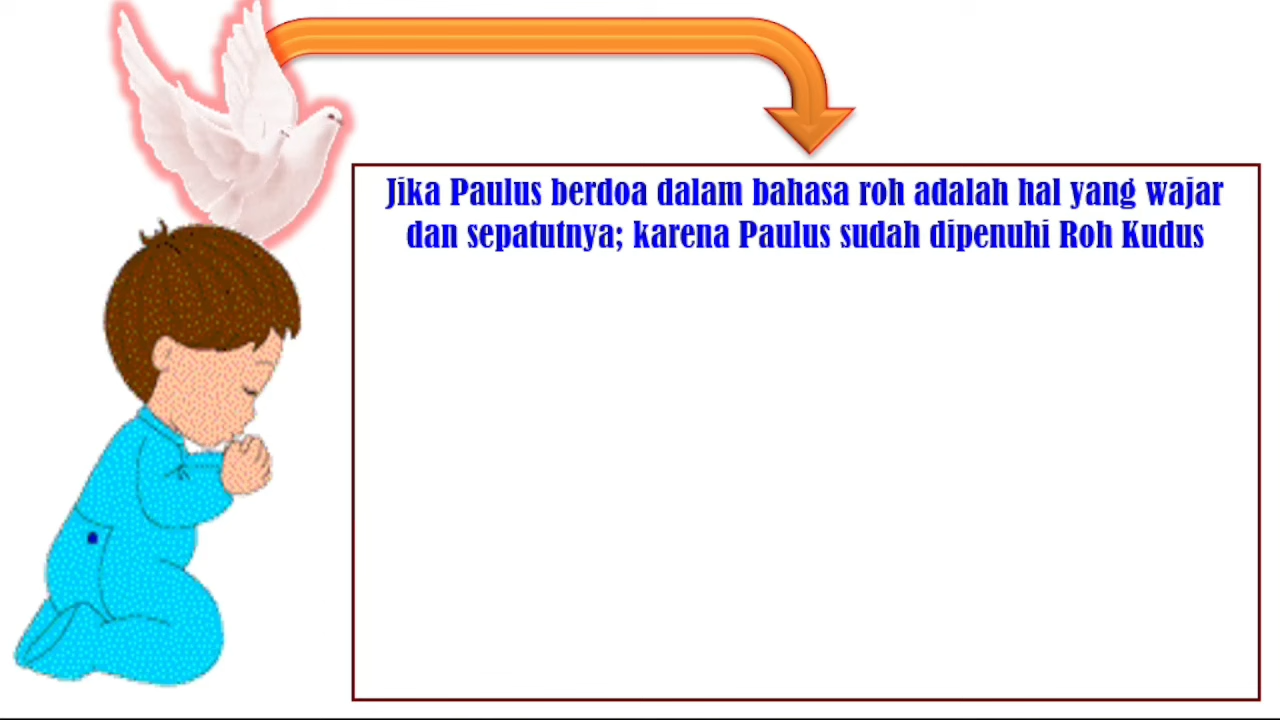 Jika Paulus berdoa dalam bahasa roh adalah hal yang wajar
dan sepatutnya; karena Paulus sudah dipenuhi Roh Kudus